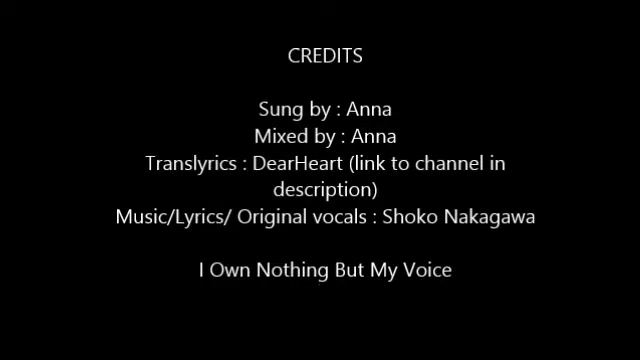 CREDITS
Sung by : Anna
Mixed by : Anna
Translyrics : DearHeart (link to channel in
description)
Music/Lyrics/ Original vocals : Shoko Nakagawa
I Own Nothing But My Voice